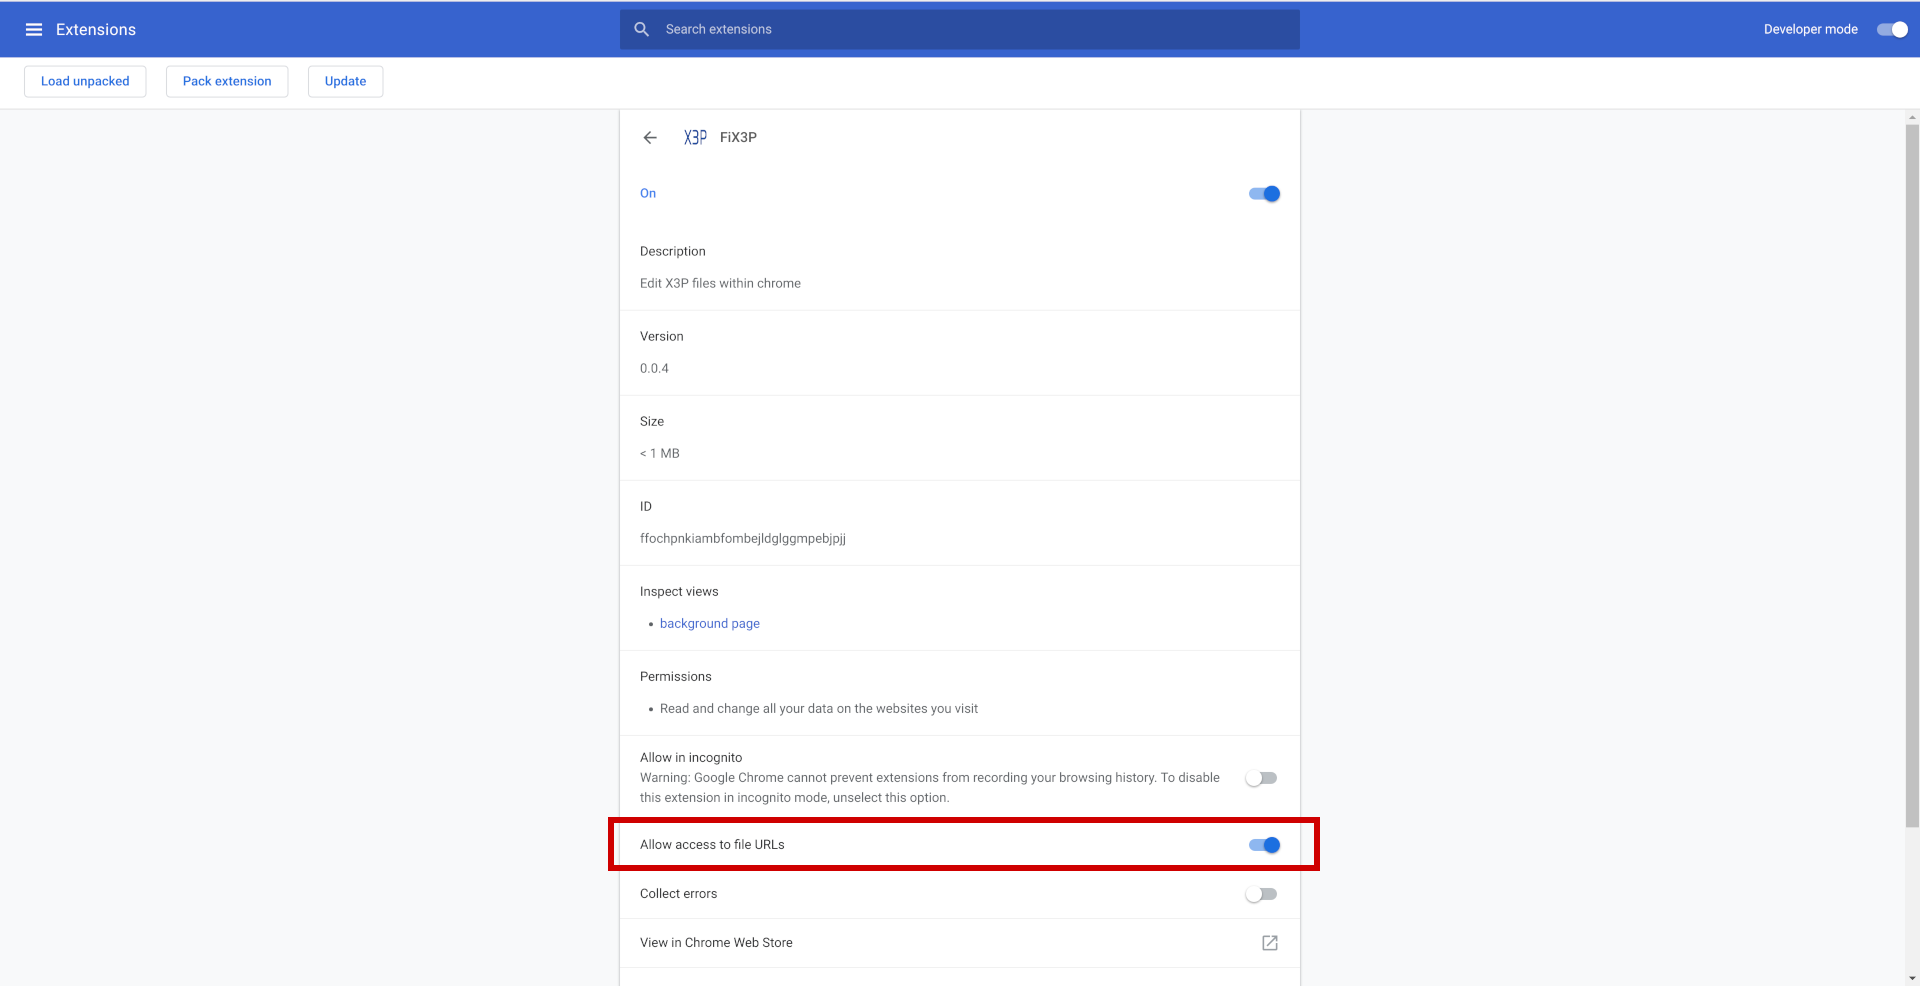 Extensions
Search extensions
Developer mode
Load unpacked
Pack extension
Update
X3P FiX3P
On
Description
Edit X3P files within chrome
Version
0.0.4
Size
< 1 MB
ID
ffochpnkiambfombejldglggmpebjpjj
Inspect views
• background page
Permissions
• Read and change all your data on the websites you visit
Allow in incognito
Warning: Google Chrome cannot prevent extensions from recording your browsing history. To disable
this extension in incognito mode, unselect this option.
Allow access to file URLs
Collect errors
View in Chrome Web Store